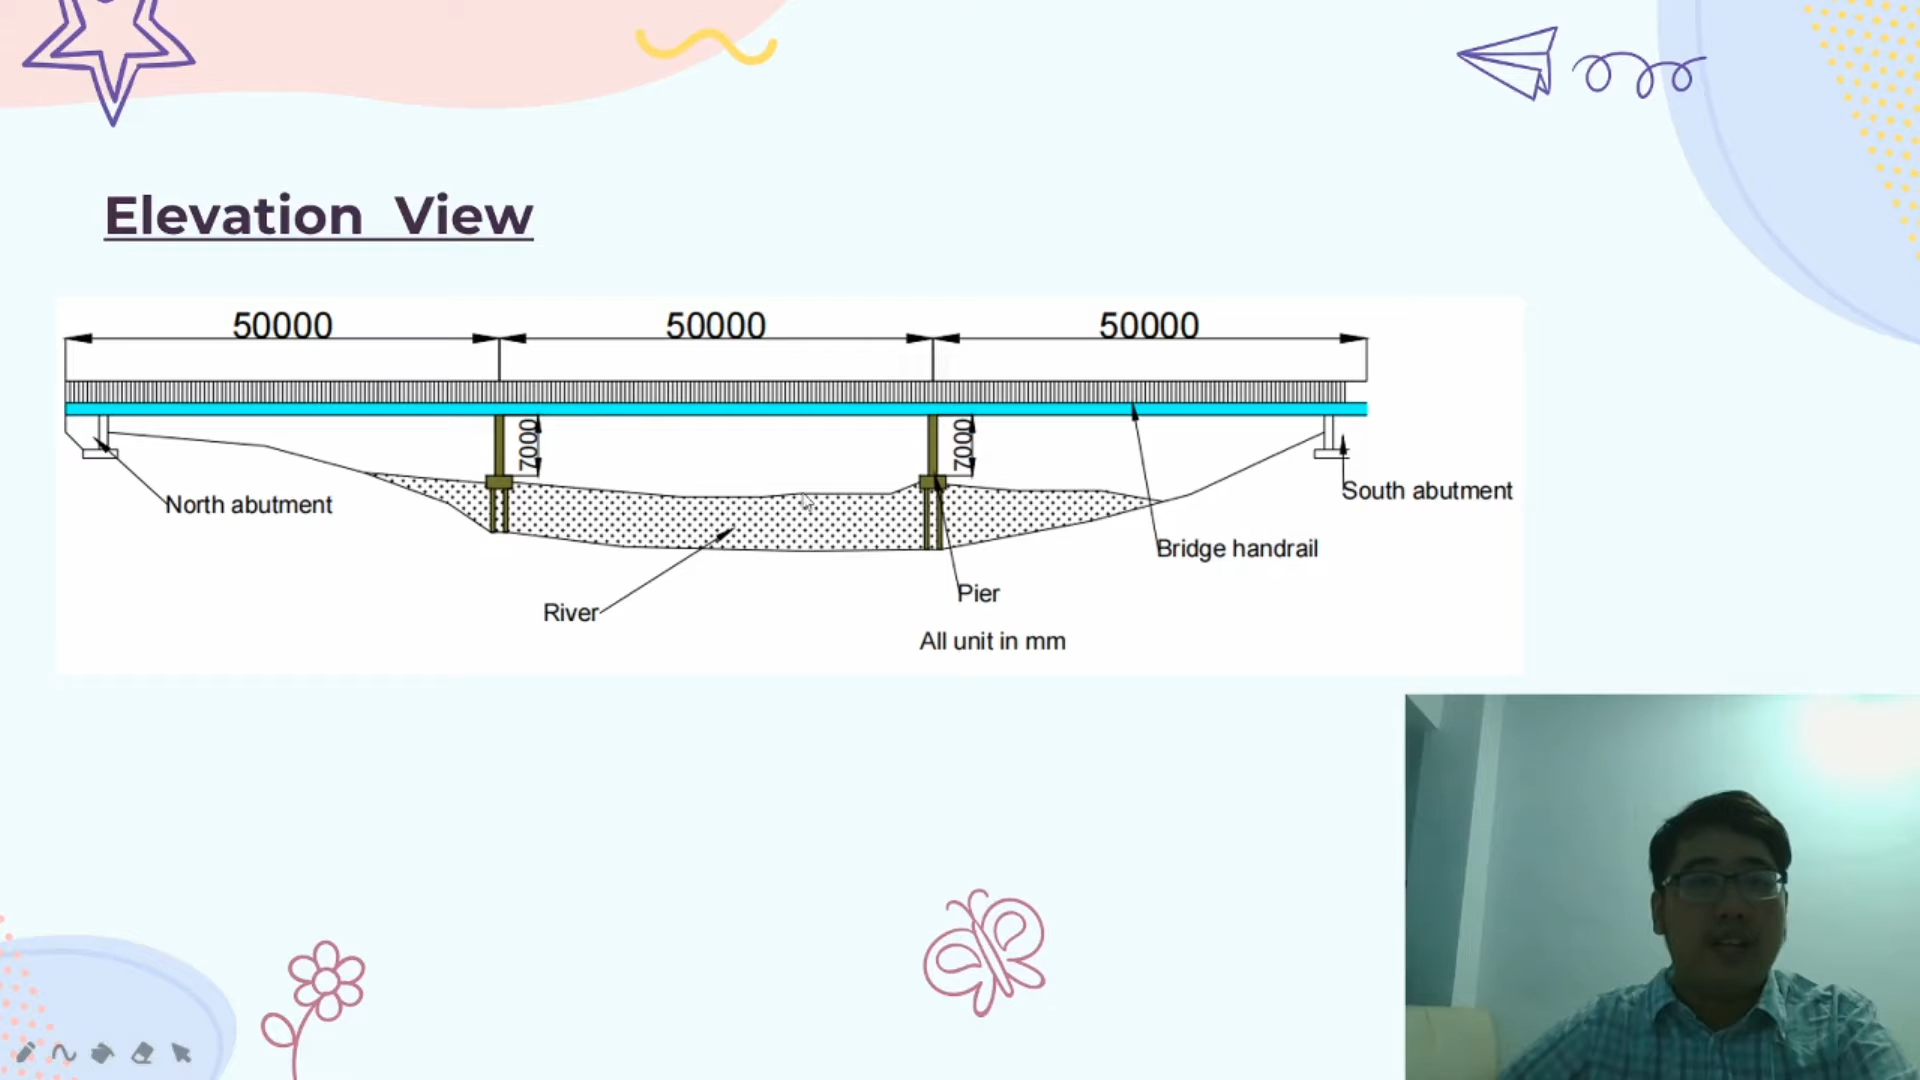 Elevation View
50000 50000 50000
7000 7000
North abutment
South abutment
Bridge handrail
Pier
River
All unit in mm